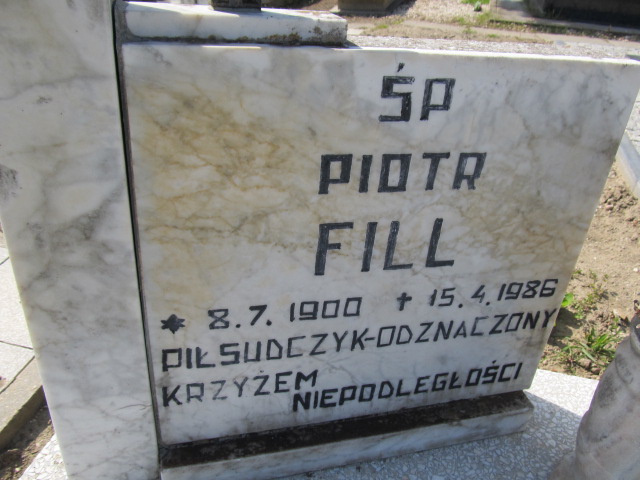 ŚP
PIOTR
FILL
* 8.7.1900 † 15.4.1986
PIŁSUDCZYK-ODZNACZONY
KRZYŻEM
NIEPODLEGŁOŚCI